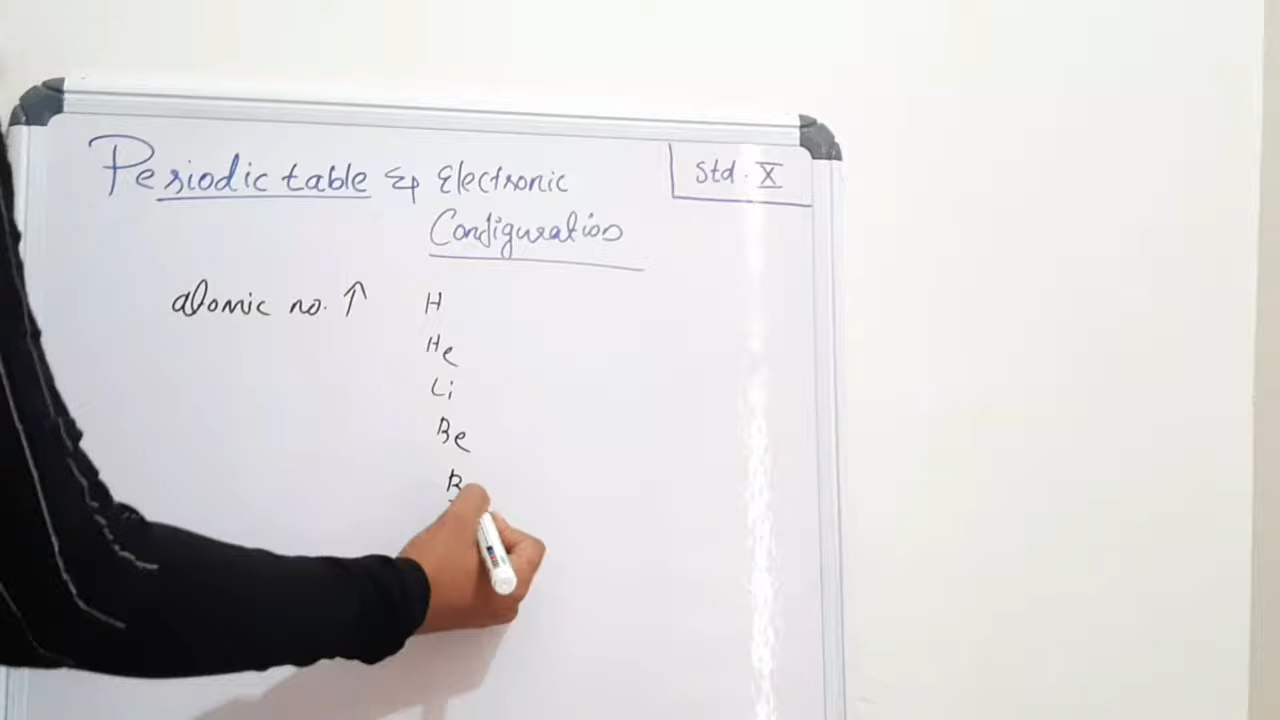 Periodic table & Electronic
Configuration
Std. X
atomic no. ↑
H
He
Li
Be
B